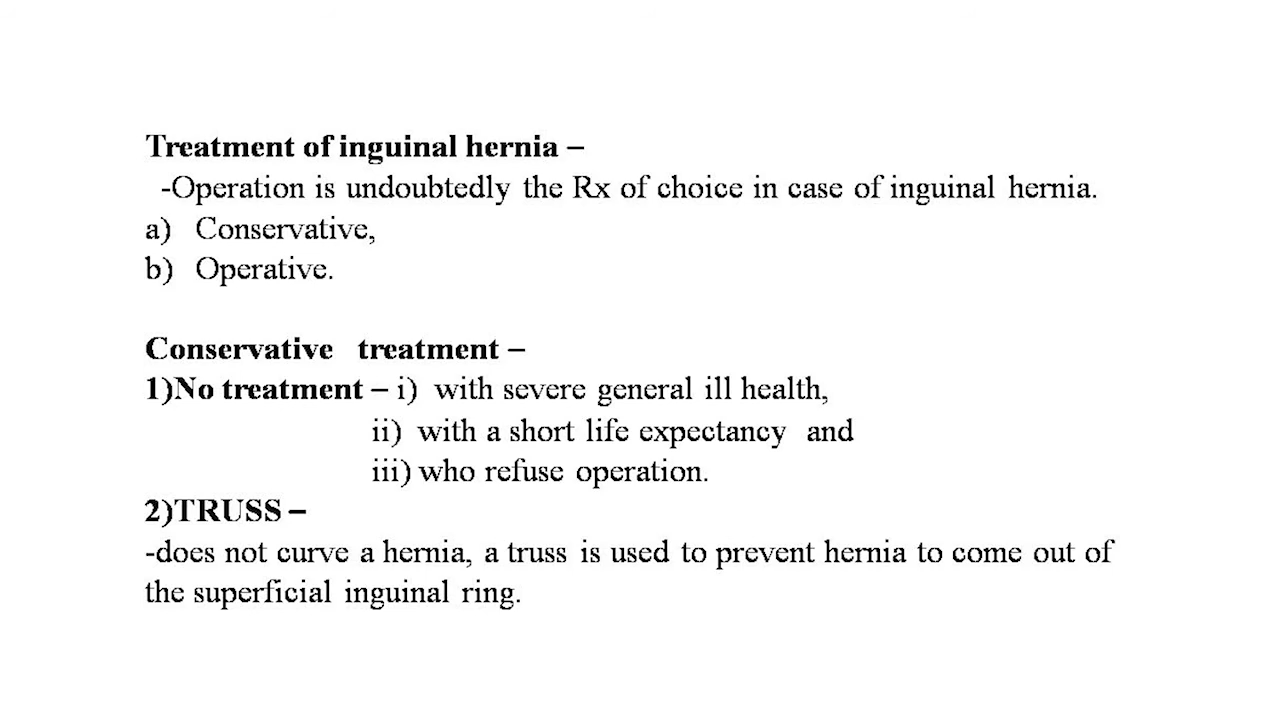 Treatment of inguinal hernia –
-Operation is undoubtedly the Rx of choice in case of inguinal hernia.
a) Conservative,
b) Operative.
Conservative treatment –
1)No treatment – i) with severe general ill health,
ii) with a short life expectancy and
iii) who refuse operation.
2)TRUSS –
-does not curve a hernia, a truss is used to prevent hernia to come out of
the superficial inguinal ring.